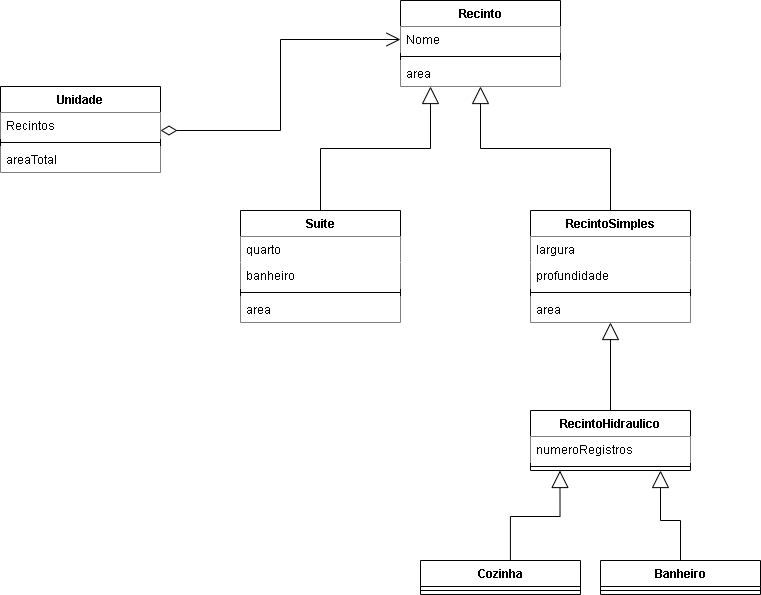 Recinto
Nome
area
Unidade
Recintos
areaTotal
Suite
quarto
banheiro
area
RecintoSimples
largura
profundidade
area
RecintoHidraulico
numeroRegistros
Cozinha
Banheiro